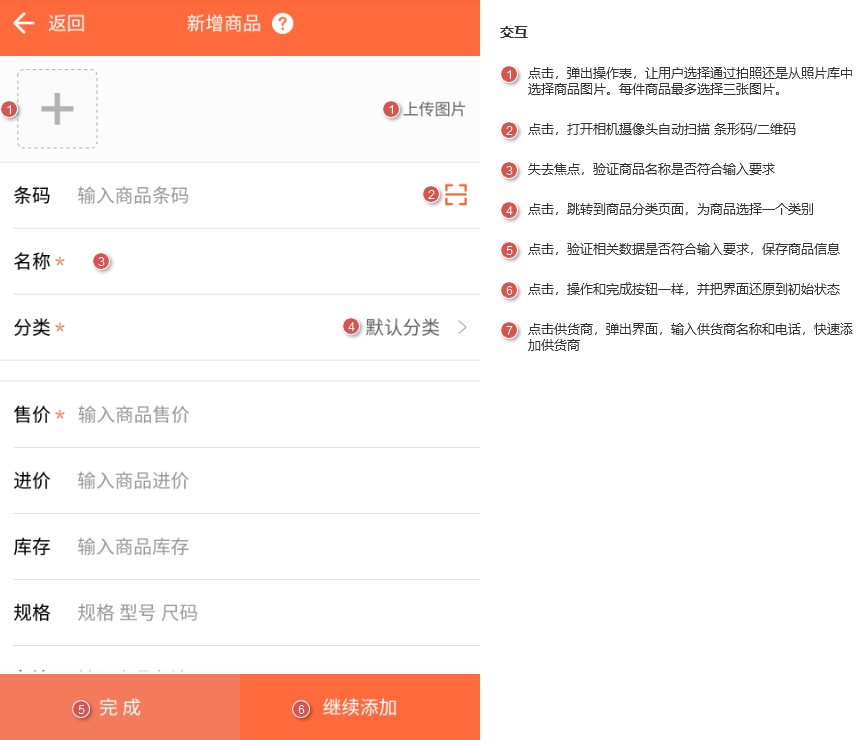 返回
新增商品 ?
1
1 上传图片
条码 输入商品条码 2
名称 * 3
分类 * 4 默认分类
售价 * 输入商品售价
进价 输入商品进价
库存 输入商品库存
规格 规格 型号 尺码
5 完成
6 继续添加
交互
1 点击，弹出操作表，让用户选择通过拍照还是从照片库中
选择商品图片。每件商品最多选择三张图片。
2 点击，打开相机摄像头自动扫描 条形码/二维码
3 失去焦点，验证商品名称是否符合输入要求
4 点击，跳转到商品分类页面，为商品选择一个类别
5 点击，验证相关数据是否符合输入要求，保存商品信息
6 点击，操作和完成按钮一样，并把界面还原到初始状态
7 点击供货商，弹出界面，输入供货商名称和电话，快速添
加供货商